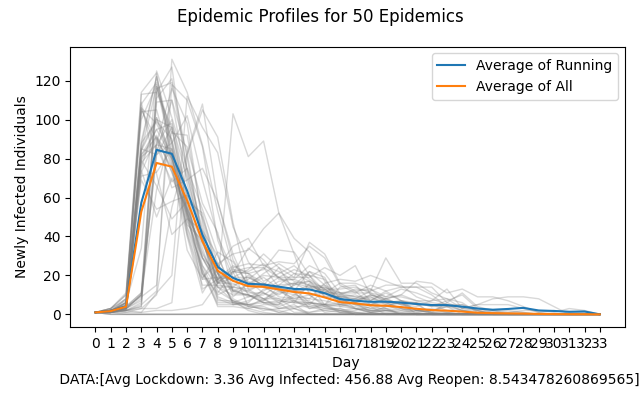 Epidemic Profiles for 50 Epidemics
Average of Running
Average of All
Newly Infected Individuals
120
100
80
60
40
20
0
0 1 2 3 4 5 6 7 8 9 10 11 12 13 14 15 16 17 18 19 20 21 22 23 24 25 26 27 28 29 30 31 32 33
Day
DATA:[Avg Lockdown: 3.36 Avg Infected: 456.88 Avg Reopen: 8.543478260869565]